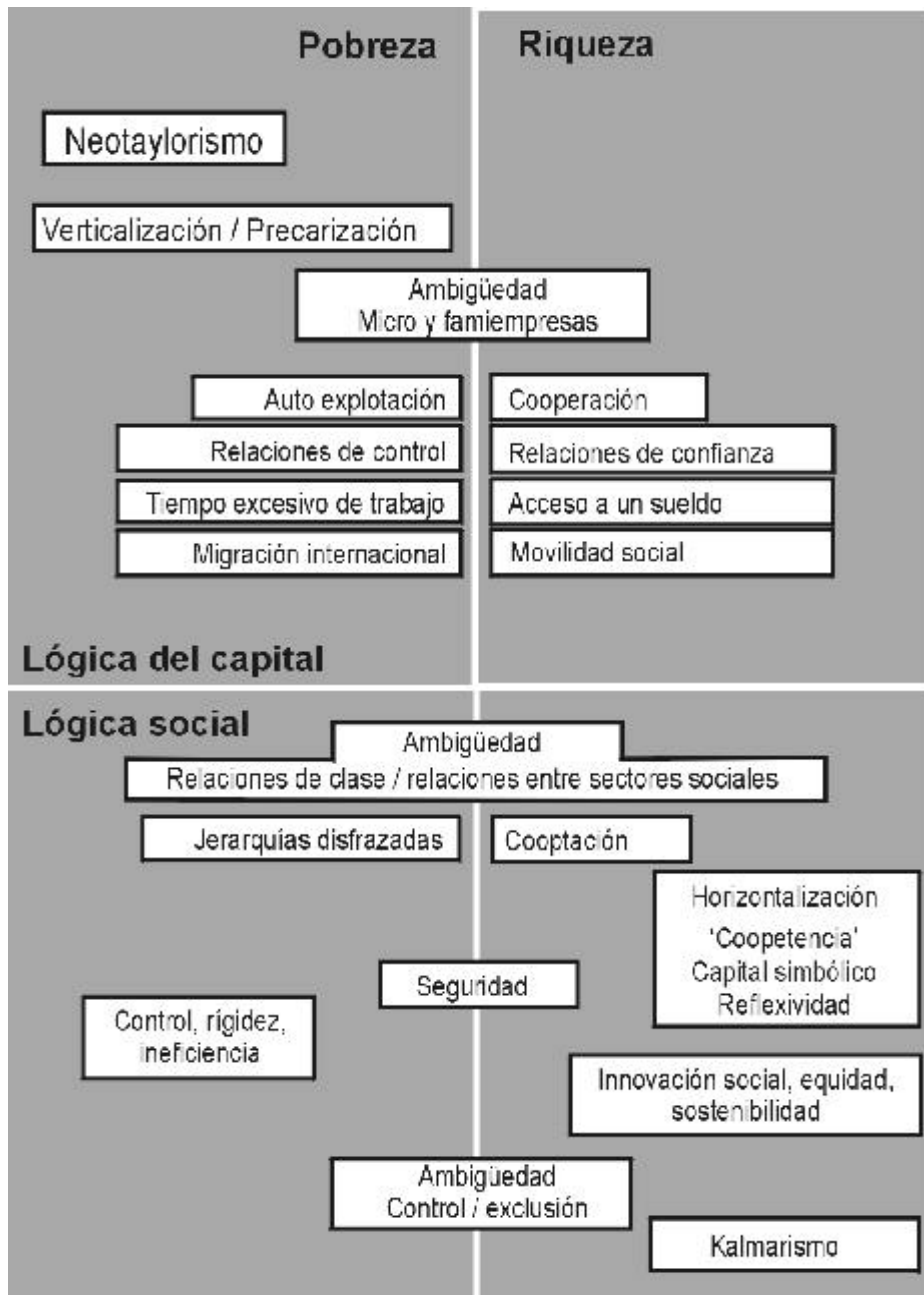 Pobreza
Riqueza
Neotaylorismo
Verticalización / Precarización
Ambigüedad
Micro y famiempresas
Auto explotación
Cooperación
Relaciones de control
Relaciones de confianza
Tiempo excesivo de trabajo
Acceso a un sueldo
Migración internacional
Movilidad social
Lógica del capital
Lógica social
Ambigüedad
Relaciones de clase / relaciones entre sectores sociales
Jerarquías disfrazadas
Cooptación
Horizontalización
‘Coopetencia’
Capital simbólico
Reflexividad
Seguridad
Control, rígidez,
ineficiencia
Innovación social, equidad,
sostenibilidad
Ambigüedad
Control / exclusión
Kalmarismo